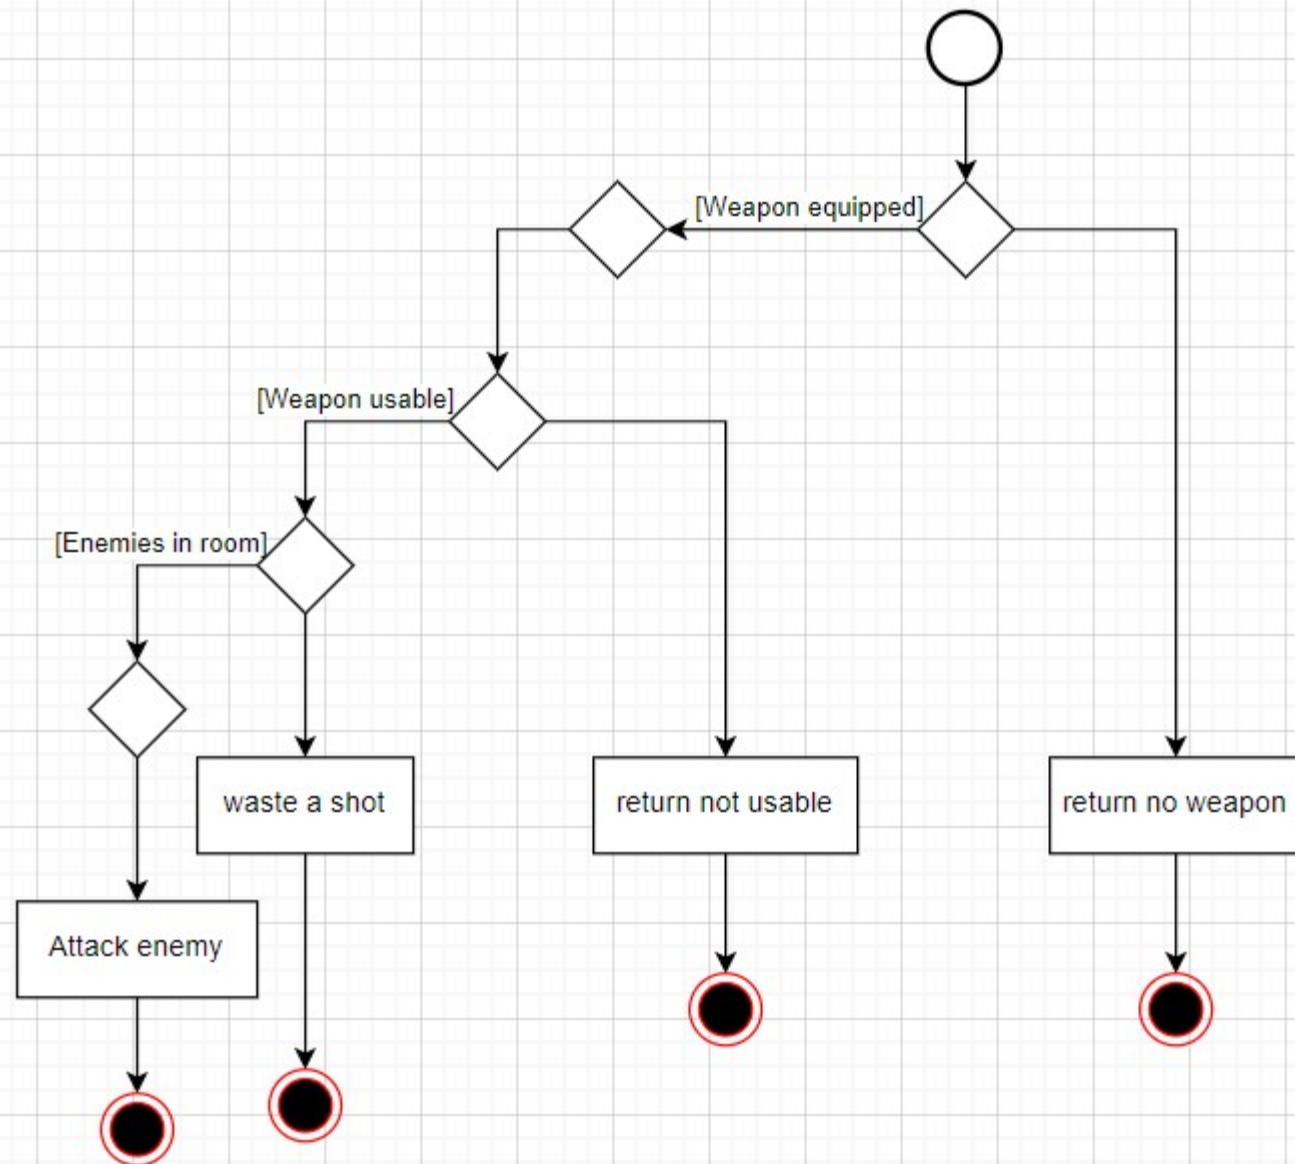 [Weapon equipped]
[Weapon usable]
[Enemies in room]
waste a shot
return not usable
return no weapon
Attack enemy